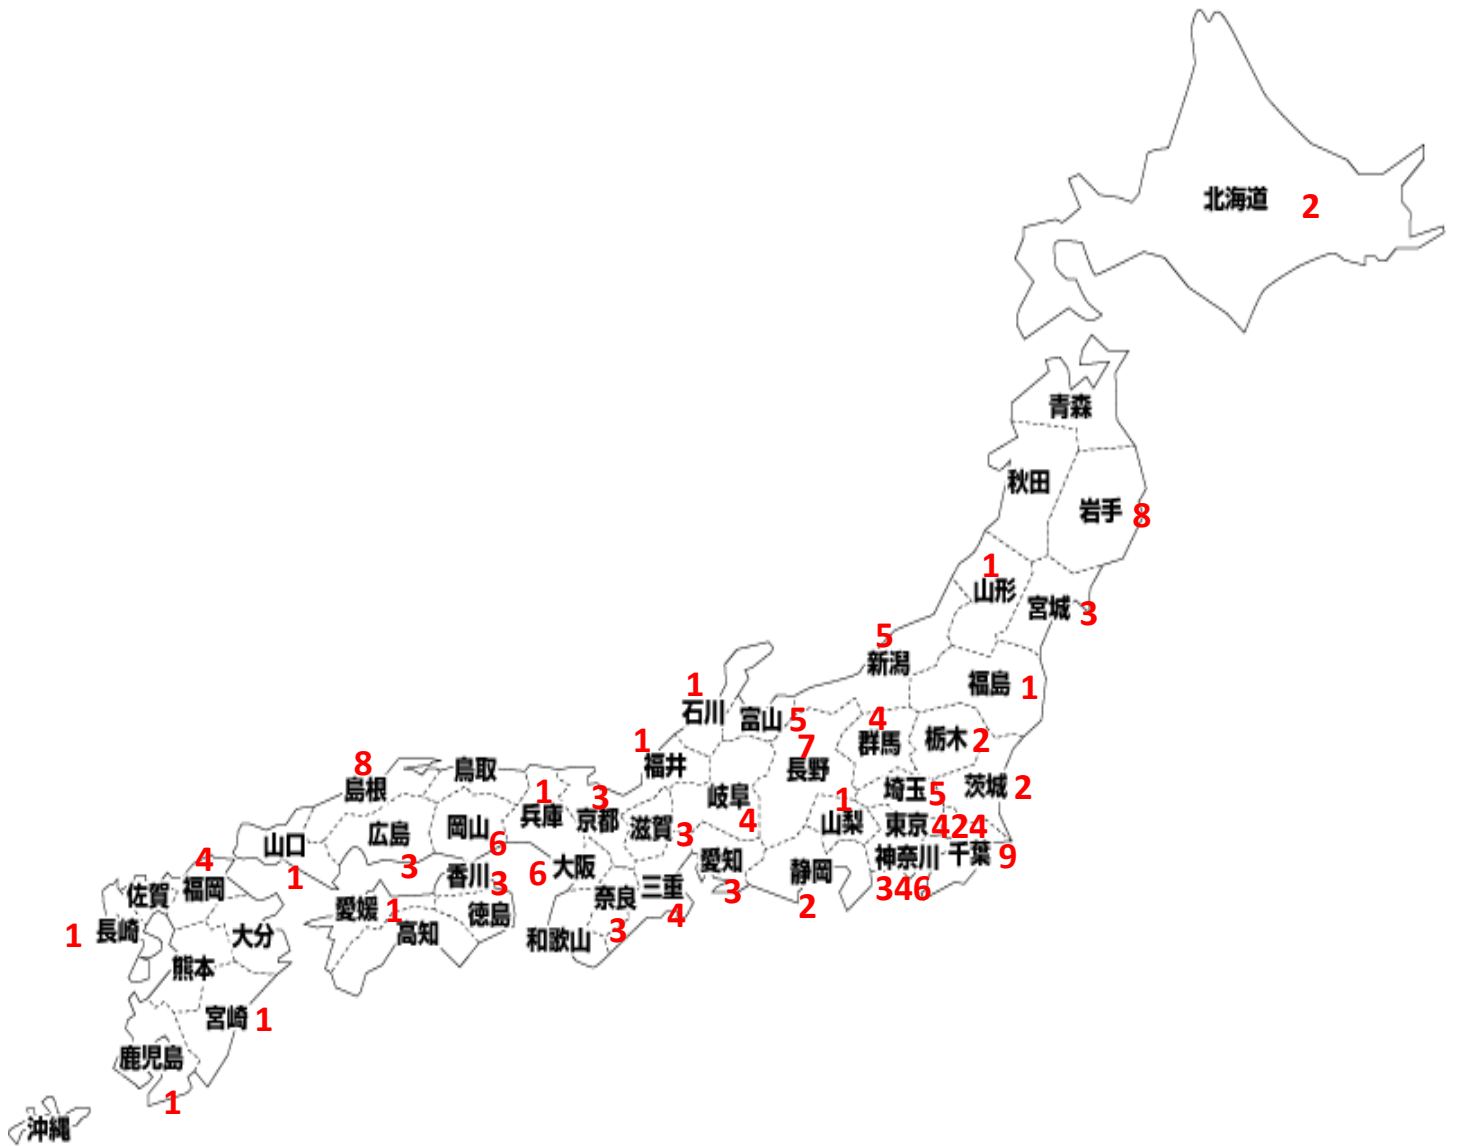 北海道 2
青森
秋田
岩手 8
1
山形
宮城 3
5
新潟
福島 1
1
石川
富山 5
4
群馬
栃木 2
1
福井
7
長野
8
島根
鳥取
1
兵庫
3
京都
岐阜
4
埼玉 5
茨城 2
1
山梨
東京 424
滋賀 3
岡山
6
広島
3
山口
1
神奈川
346
千葉 9
愛知
3
静岡
2
大阪
6
香川
3
三重
4
奈良
3
4
福岡
佐賀
愛媛 1
徳島
高知
和歌山
1 長崎
大分
熊本
宮崎 1
鹿児島
1
沖縄